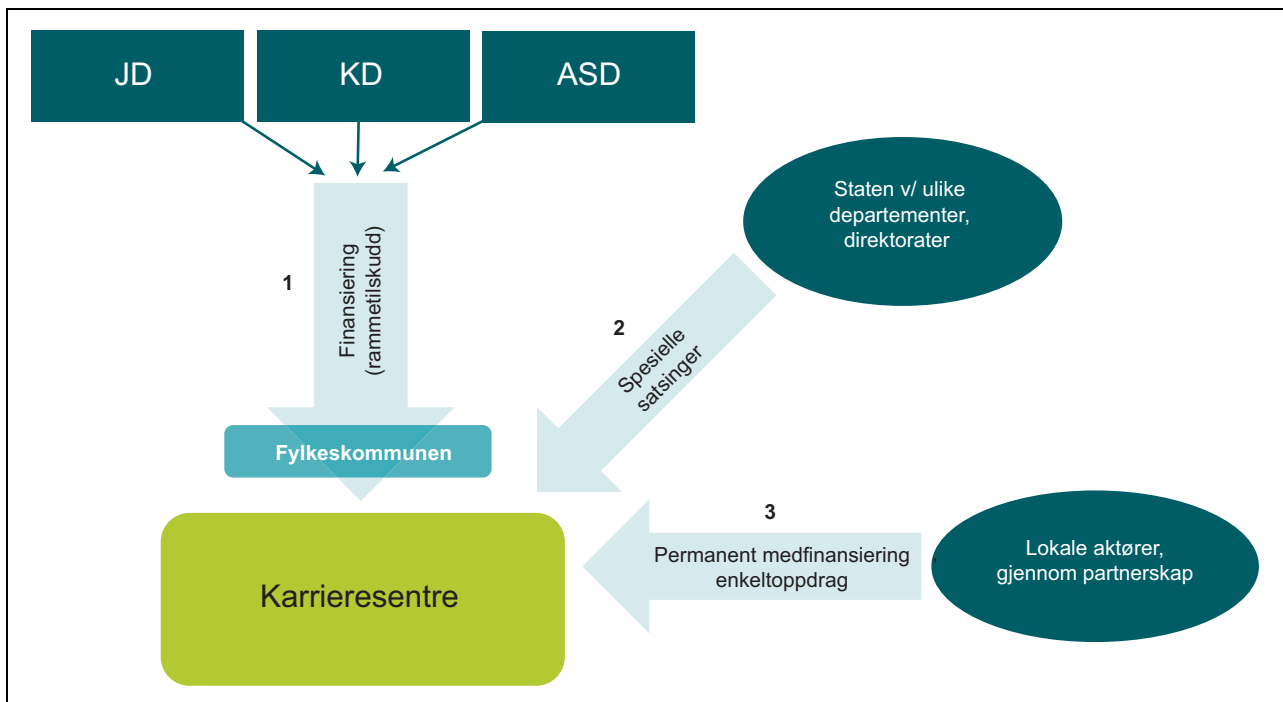 JD
KD
ASD
1
Finansiering
(rammetilskudd)
Staten v/ ulike
departementer,
direktorater
2
Spesielle
satsinger
Fylkeskommunen
3
Permanent medfinansiering
enkeltoppdrag
Lokale aktører,
gjennom partnerskap
Karrieresentre